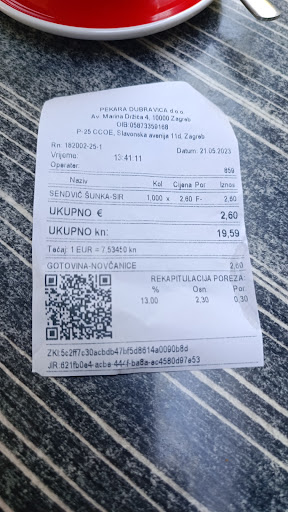 PEKARA DUBRAVICA d.o.o.
Av. Marina Držića 4, 10000 Zagreb
OIB:05873359168
P-25 CCOE, Slavonska avenija 11d, Zagreb
Rn: 182002-25-1 Datum: 21.05.2023
Vrijeme: 13:41:11
Operater: 859
Naziv Kol Cijena Por Iznos
SENDVIČ ŠUNKA-SIR 1,000 x 2,60 F- 2,60
UKUPNO € 2,60
UKUPNO kn: 19,59
Tečaj: 1 EUR = 7,53450 kn
GOTOVINA-NOVČANICE 2,60
REKAPITULACIJA POREZA:
% Osn. Por.
13.00 2,30 0,30
ZKI:5c2ff7c30acbdb47bf5d8614a0090b8d